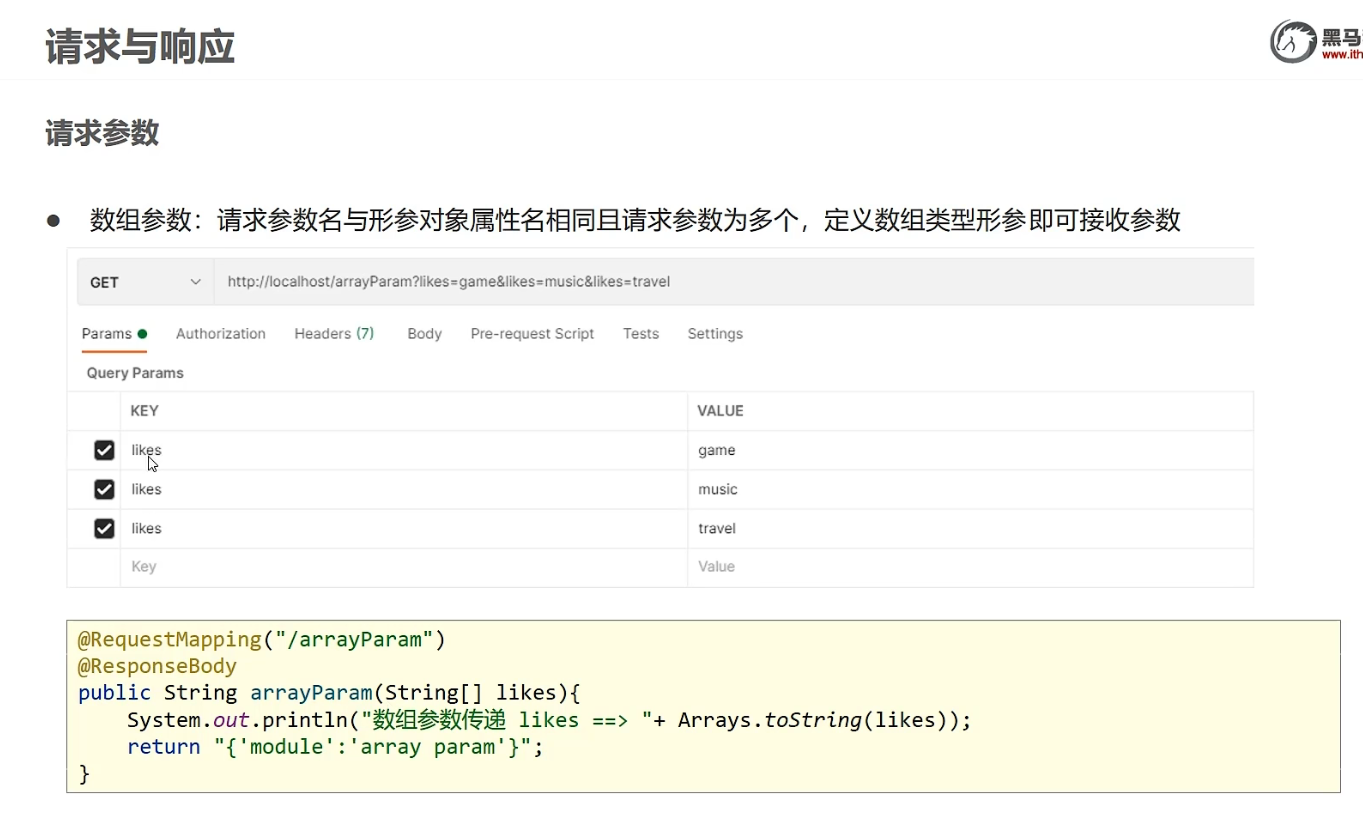 请求与响应
黑马
www.ith
请求参数
● 数组参数：请求参数名与形参对象属性名相同且请求参数为多个，定义数组类型形参即可接收参数
GET http://localhost/arrayParam?likes=game&likes=music&likes=travel
Params Authorization Headers (7) Body Pre-request Script Tests Settings
Query Params
KEY VALUE
likes game
likes music
likes travel
Key Value
@RequestMapping("/arrayParam")
@ResponseBody
public String arrayParam(String[] likes){
    System.out.println("数组参数传递 likes ==> "+ Arrays.toString(likes));
    return "{'module':'array param'}";
}